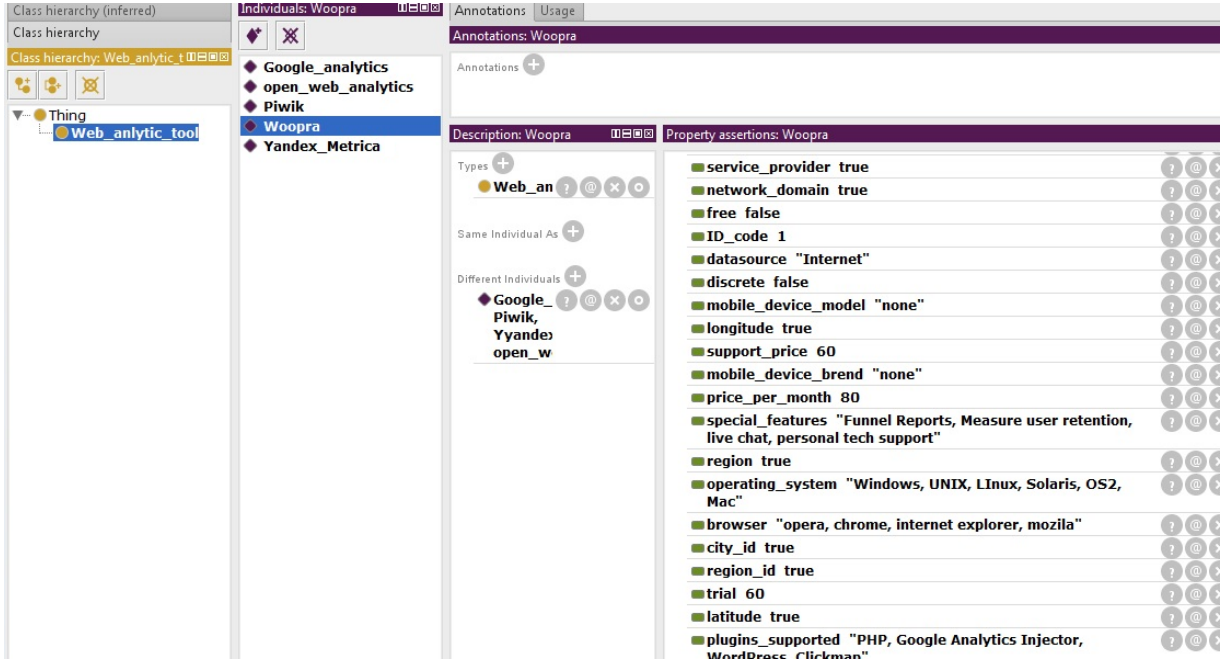 Class hierarchy (inferred)
Class hierarchy
Class hierarchy: Web_anlytic_t
Thing
Web_anlytic_tool
Individuals: Woopra
Google_analytics
open_web_analytics
Piwik
Woopra
Yandex_Metrica
Annotations Usage
Annotations: Woopra
Annotations
Description: Woopra
Types
Web_an
Same Individual As
Different Individuals
Google_
Piwik,
Yyandex
open_w
Property assertions: Woopra
service_provider true
network_domain true
free false
ID_code 1
datasource "Internet"
discrete false
mobile_device_model "none"
longitude true
support_price 60
mobile_device_brend "none"
price_per_month 80
special_features "Funnel Reports, Measure user retention,
live chat, personal tech support"
region true
operating_system "Windows, UNIX, LInux, Solaris, OS2,
Mac"
browser "opera, chrome, internet explorer, mozila"
city_id true
region_id true
trial 60
latitude true
plugins_supported "PHP, Google Analytics Injector,
WordPress, Clickmap"